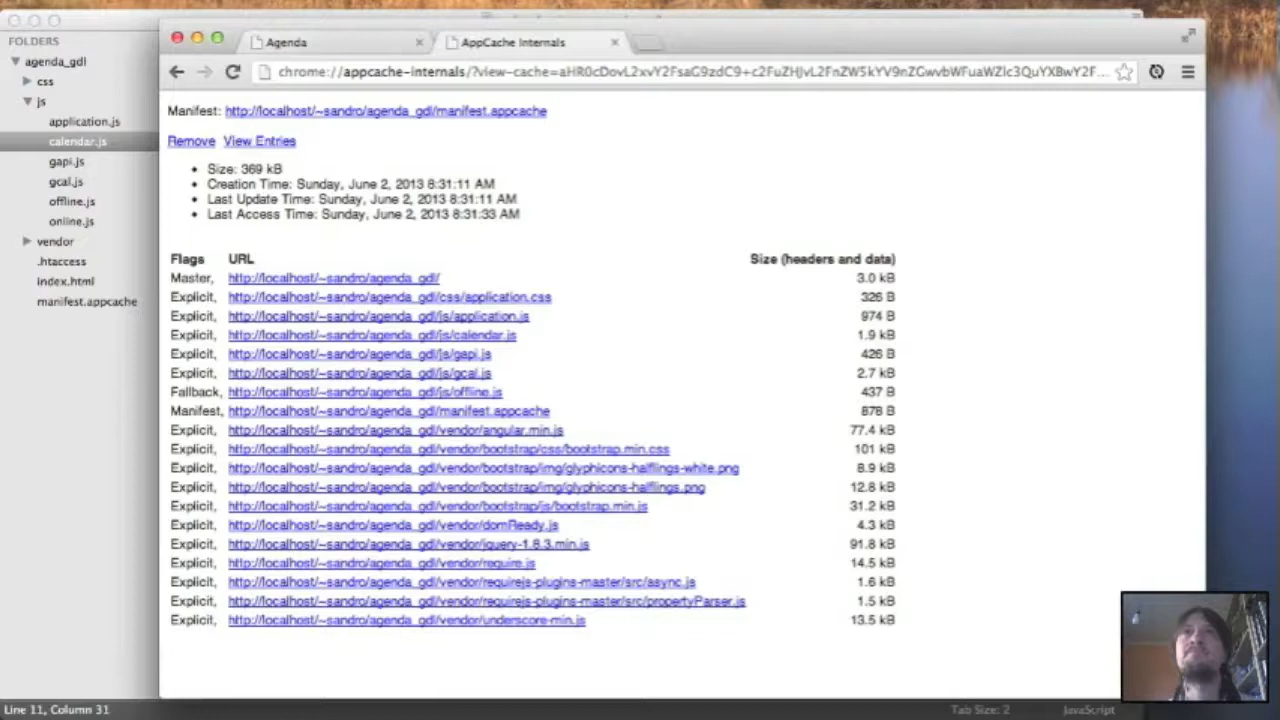 FOLDERS
agenda_gdl
css
js
application.js
calendar.js
gapi.js
gcal.js
offline.js
online.js
vendor
.htaccess
index.html
manifest.appcache
Agenda
AppCache Internals
Manifest: http://localhost/~sandro/agenda_gdl/manifest.appcache
Remove View Entries
• Size: 369 kB
• Creation Time: Sunday, June 2, 2013 8:31:11 AM
• Last Update Time: Sunday, June 2, 2013 8:31:11 AM
• Last Access Time: Sunday, June 2, 2013 8:31:33 AM
Flags URL Size (headers and data)
Master, http://localhost/~sandro/agenda_gdl/ 3.0 kB
Explicit, http://localhost/~sandro/agenda_gdl/css/application.css 326 B
Explicit, http://localhost/~sandro/agenda_gdl/js/application.js 974 B
Explicit, http://localhost/~sandro/agenda_gdl/js/calendar.js 1.9 kB
Explicit, http://localhost/~sandro/agenda_gdl/js/gapi.js 426 B
Explicit, http://localhost/~sandro/agenda_gdl/js/gcal.js 2.7 kB
Fallback, http://localhost/~sandro/agenda_gdl/js/offline.js 437 B
Manifest, http://localhost/~sandro/agenda_gdl/manifest.appcache 878 B
Explicit, http://localhost/~sandro/agenda_gdl/vendor/angular.min.js 77.4 kB
Explicit, http://localhost/~sandro/agenda_gdl/vendor/bootstrap/css/bootstrap.min.css 101 kB
Explicit, http://localhost/~sandro/agenda_gdl/vendor/bootstrap/img/glyphicons-halflings-white.png 8.9 kB
Explicit, http://localhost/~sandro/agenda_gdl/vendor/bootstrap/img/glyphicons-halflings.png 12.8 kB
Explicit, http://localhost/~sandro/agenda_gdl/vendor/bootstrap/js/bootstrap.min.js 31.2 kB
Explicit, http://localhost/~sandro/agenda_gdl/vendor/domReady.js 4.3 kB
Explicit, http://localhost/~sandro/agenda_gdl/vendor/jquery-1.8.3.min.js 91.8 kB
Explicit, http://localhost/~sandro/agenda_gdl/vendor/require.js 14.5 kB
Explicit, http://localhost/~sandro/agenda_gdl/vendor/requirejs-plugins-master/src/async.js 1.6 kB
Explicit, http://localhost/~sandro/agenda_gdl/vendor/requirejs-plugins-master/src/propertyParser.js 1.5 kB
Explicit, http://localhost/~sandro/agenda_gdl/vendor/underscore-min.js 13.5 kB
Line 11, Column 31
Tab Size: 2
JavaScript